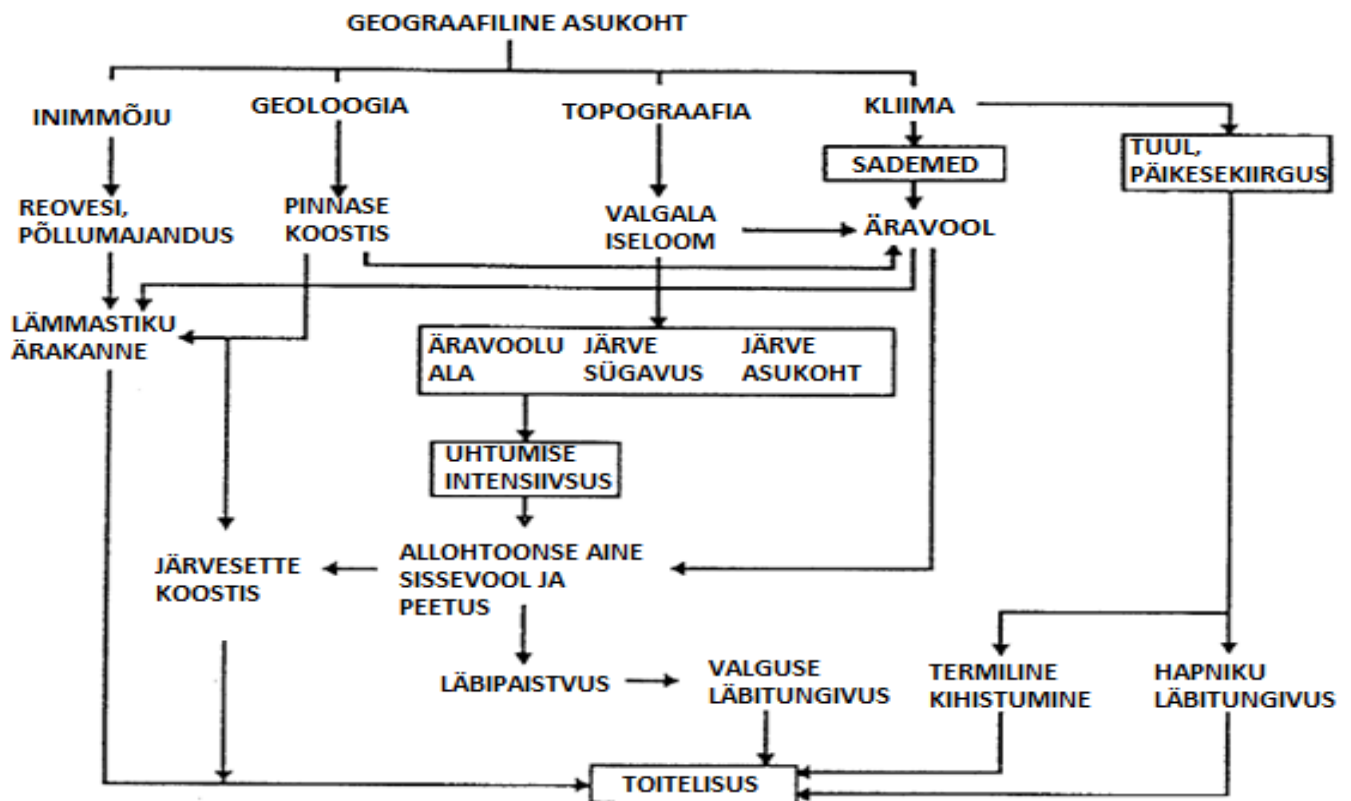 GEOGRAAFILINE ASUKOHT
INIMMÕJU
GEOLOOGIA
TOPOGRAAFIA
KLIIMA
TUUL,
PÄIKESEKIIRGUS
SADEMED
REOVESI,
PÕLLUMAJANDUS
PINNASE
KOOSTIS
VALGALA
ISELOOM
ÄRAVOOL
LÄMMASTIKU
ÄRAKANNE
ÄRAVOOLU
ALA
JÄRVE
SÜGAVUS
JÄRVE
ASUKOHT
UHTUMISE
INTENSIIVSUS
JÄRVESETTE
KOOSTIS
ALLOHTOONSE AINE
SISSEVOOL JA
PEETUS
LÄBIPAISTVUS
VALGUSE
LÄBITUNGIVUS
TERMILINE
KIHISTUMINE
HAPNIKU
LÄBITUNGIVUS
TOITELISUS